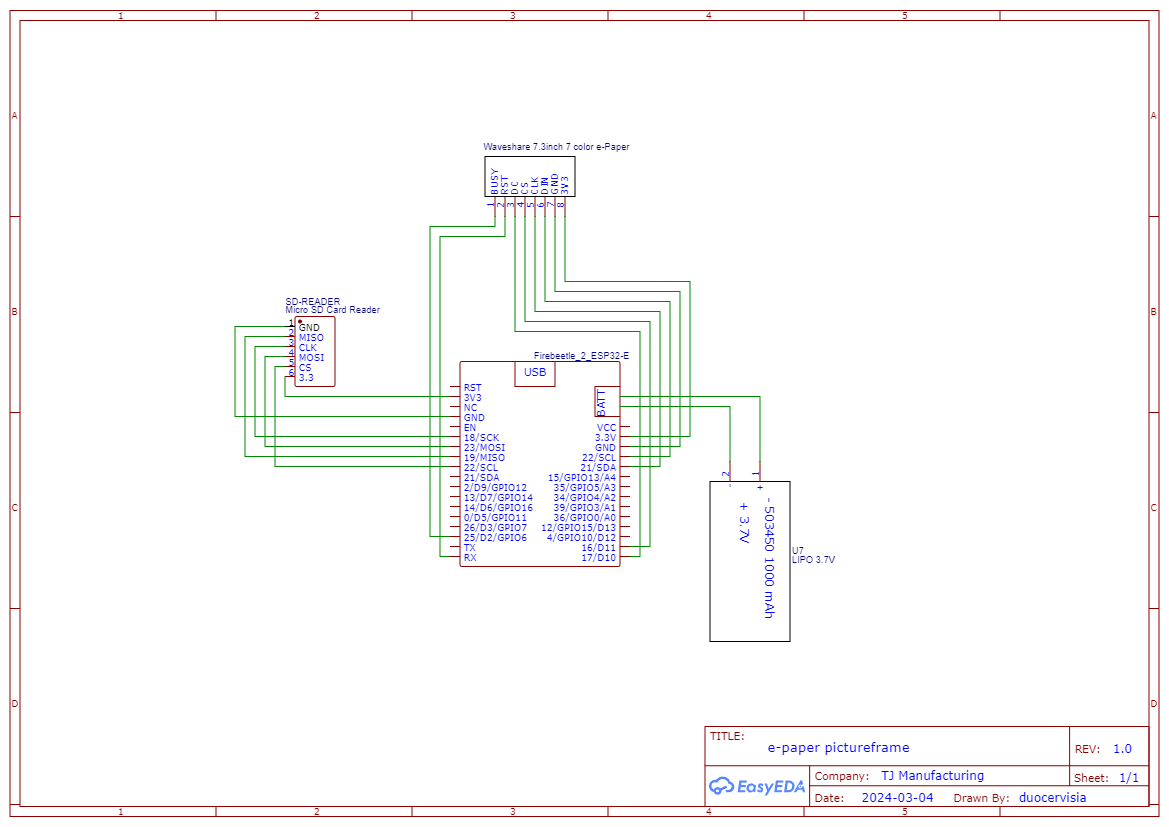 1 2 3 4 5
A A
B B
C C
D D
Waveshare 7.3inch 7 color e-Paper
BUSY
RST
DC
CS
CLK
DIN
GND
3V3
1 2 3 4 5 6 7 8
SD-READER
Micro SD Card Reader
1 GND
2 MISO
3 CLK
4 MOSI
5 CS
6 3.3
Firebeetle_2_ESP32-E
USB
BATT
RST
3V3
NC
GND
EN
18/SCK
23/MOSI
19/MISO
22/SCL
21/SDA
2/D9/GPIO12
13/D7/GPIO14
14/D6/GPIO16
0/D5/GPIO11
26/D3/GPIO7
25/D2/GPIO6
TX
RX
VCC
3.3V
GND
22/SCL
21/SDA
15/GPIO13/A4
35/GPIO5/A3
34/GPIO4/A2
39/GPIO3/A1
36/GPIO0/A0
12/GPIO15/D13
4/GPIO10/D12
16/D11
17/D10
2 1
- +
- 503450 1000 mAh
+ 3.7V
U7
LIPO 3.7V
TITLE:
e-paper pictureframe
REV: 1.0
EasyEDA
Company: TJ Manufacturing
Sheet: 1/1
Date: 2024-03-04 Drawn By: duocervisia
1 2 3 4 5